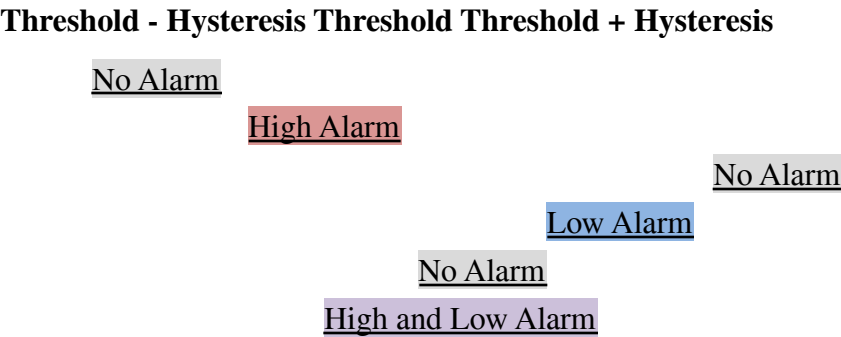 Threshold - Hysteresis Threshold Threshold + Hysteresis
No Alarm
High Alarm
No Alarm
Low Alarm
No Alarm
High and Low Alarm